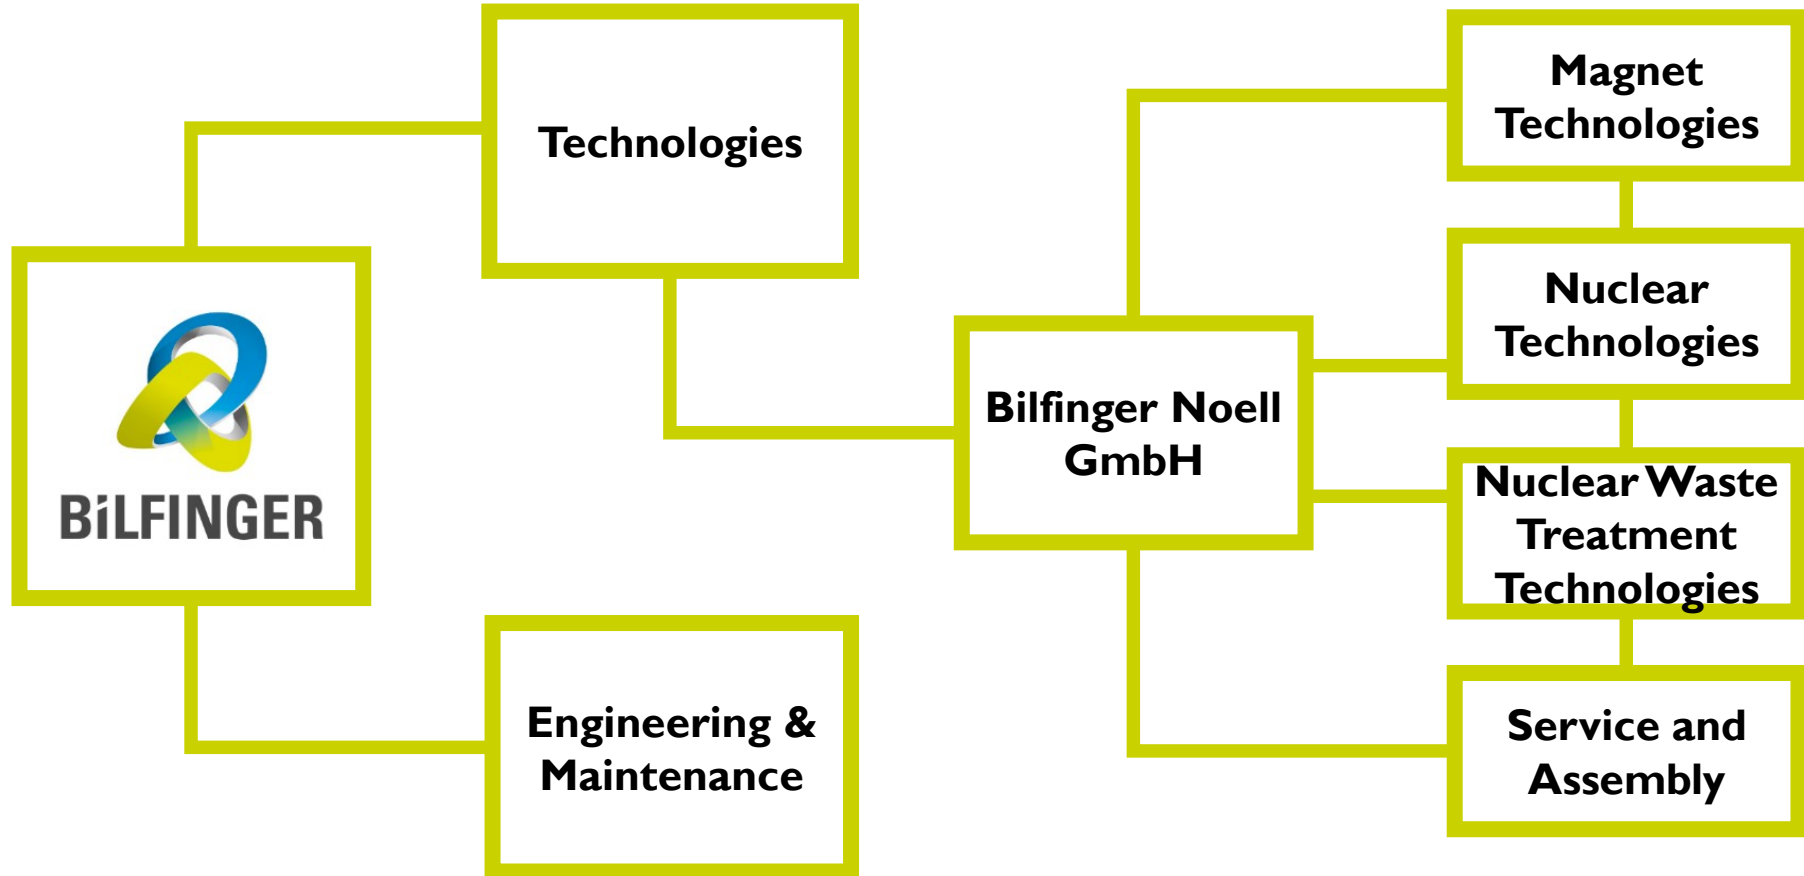 Technologies
BiLFINGER
Engineering &
Maintenance
Bilfinger Noell
GmbH
Magnet
Technologies
Nuclear
Technologies
Nuclear Waste
Treatment
Technologies
Service and
Assembly